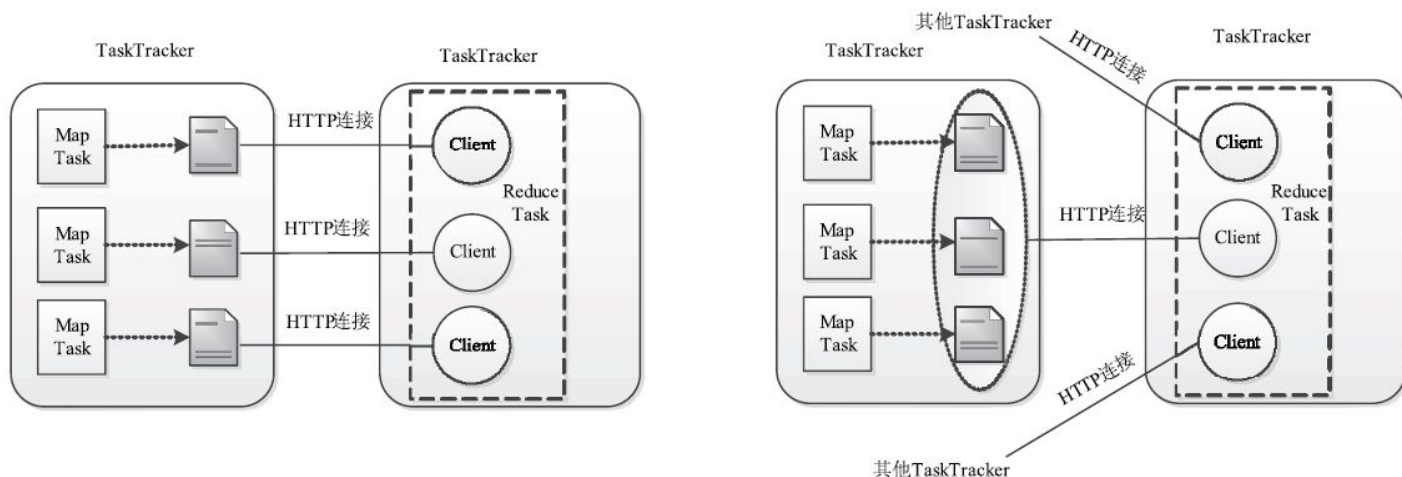 TaskTracker
TaskTracker
Map
Task
HTTP连接
Client
Reduce
Task
Map
Task
HTTP连接
Client
Map
Task
HTTP连接
Client
其他TaskTracker
TaskTracker
TaskTracker
HTTP连接
Map
Task
Client
Reduce
Task
Map
Task
HTTP连接
Client
Map
Task
Client
HTTP连接
其他TaskTracker